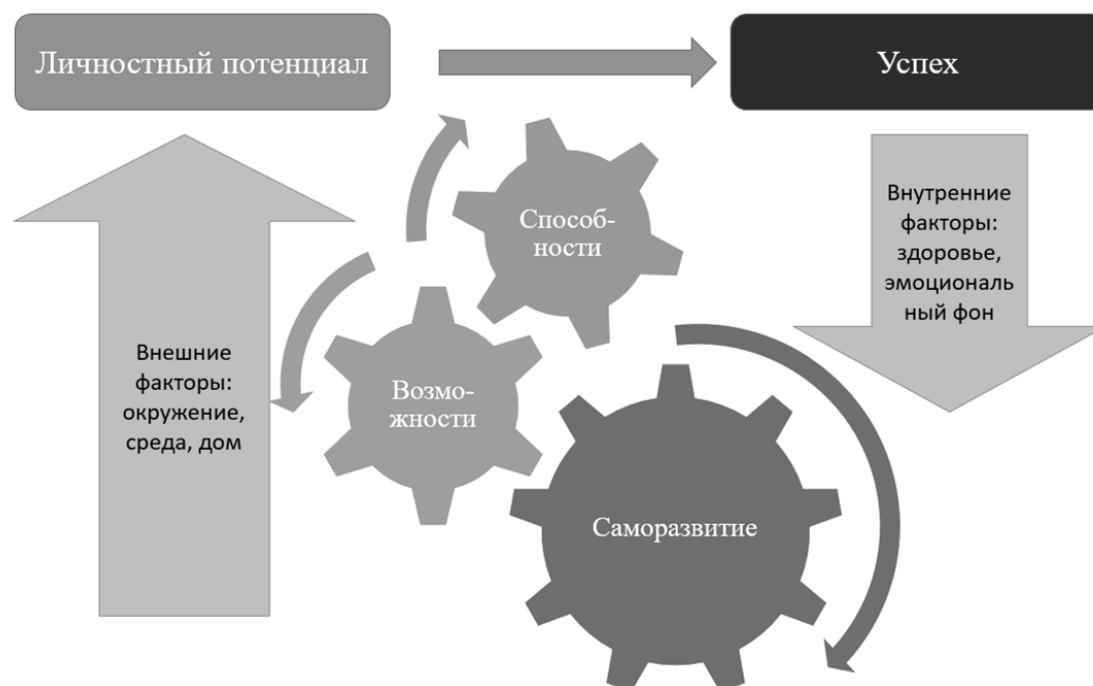 Личностный потенциал
Успех
Способ-
ности
Внутренние
факторы:
здоровье,
эмоциональ
ный фон
Внешние
факторы:
окружение,
среда, дом
Возмо-
жности
Саморазвитие